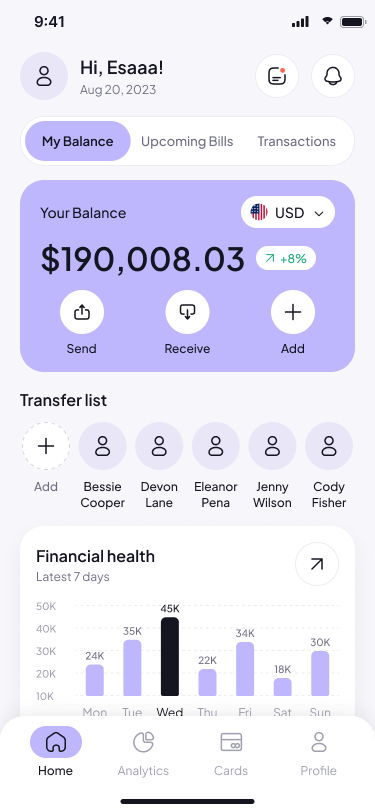 9:41
Hi, Esaaa!
Aug 20, 2023
My Balance Upcoming Bills Transactions
Your Balance USD
$190,008.03 +8%
Send Receive Add
Transfer list
Add Bessie Cooper Devon Lane Eleanor Pena Jenny Wilson Cody Fisher
Financial health
Latest 7 days
50K
45K
40K
35K
34K
30K
30K
24K
22K
20K
18K
10K
Mon Tue Wed Thu Fri Sat Sun
Home Analytics Cards Profile